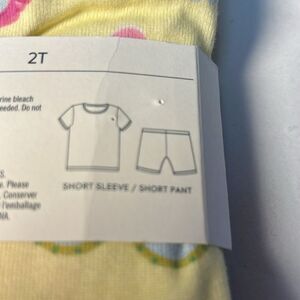 2T
rine bleach
eeded. Do not
S.
e. Please
. Conserver
l'emballage
NA.
SHORT SLEEVE / SHORT PANT